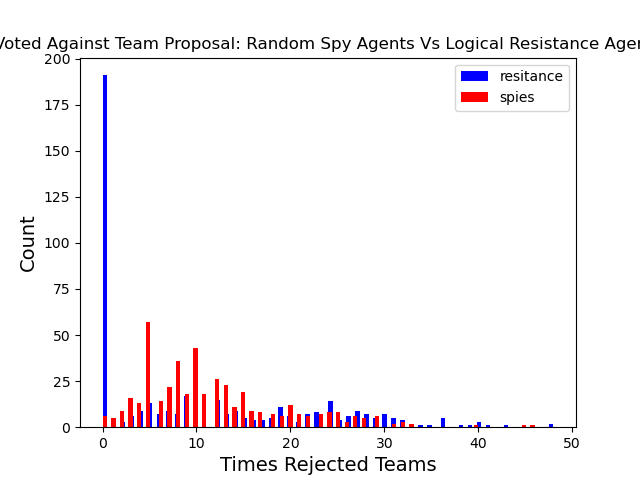 Voted Against Team Proposal: Random Spy Agents Vs Logical Resistance Agen
200
175
150
125
100
75
50
25
0
Count
resitance
spies
0 10 20 30 40 50
Times Rejected Teams